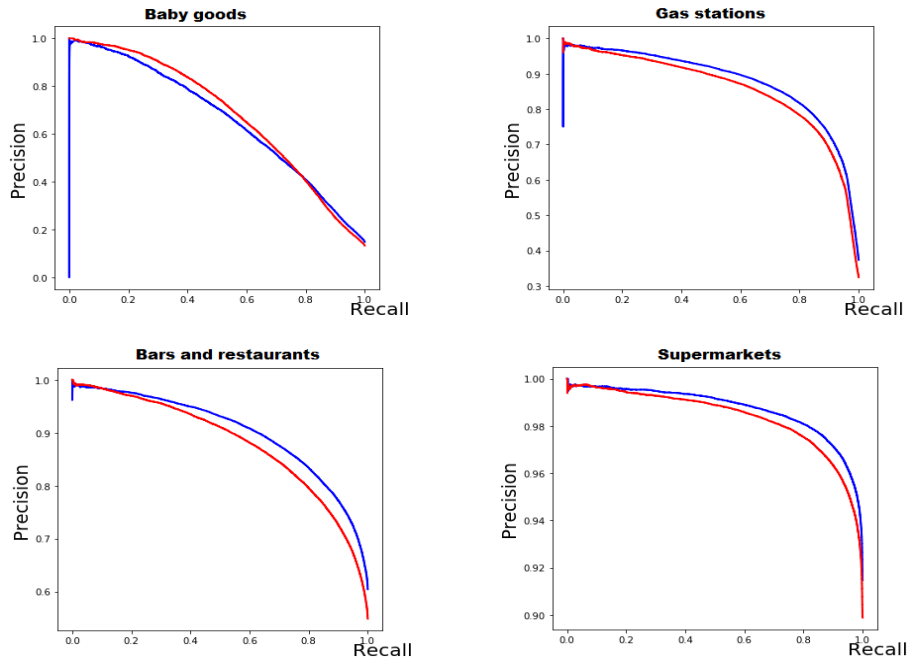 Baby goods
1.0
0.8
0.6
0.4
0.2
0.0
Precision
0.0 0.2 0.4 0.6 0.8 1.0
Recall
Gas stations
1.0
0.9
0.8
0.7
0.6
0.5
0.4
0.3
Precision
0.0 0.2 0.4 0.6 0.8 1.0
Recall
Bars and restaurants
1.0
0.9
0.8
0.7
0.6
Precision
0.0 0.2 0.4 0.6 0.8 1.0
Recall
Supermarkets
1.00
0.98
0.96
0.94
0.92
0.90
Precision
0.0 0.2 0.4 0.6 0.8 1.0
Recall